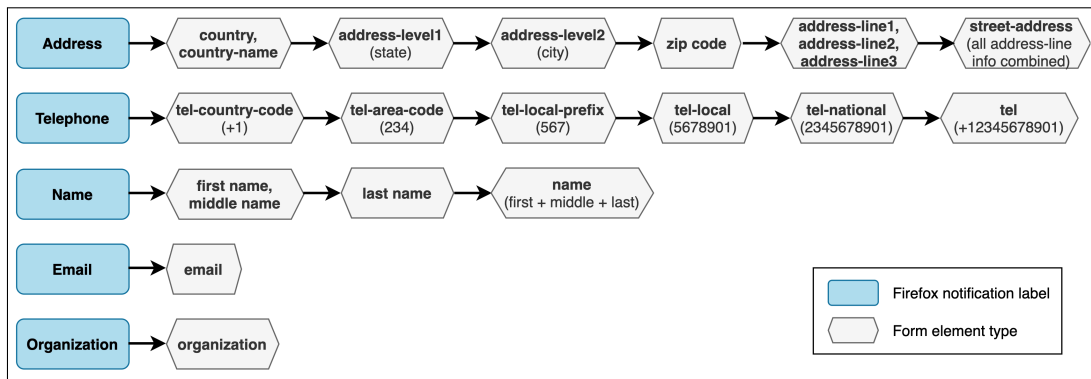 Address
country,
country-name
address-level1
(state)
address-level2
(city)
zip code
address-line1,
address-line2,
address-line3
street-address
(all address-line
info combined)
Telephone
tel-country-code
(+1)
tel-area-code
(234)
tel-local-prefix
(567)
tel-local
(5678901)
tel-national
(2345678901)
tel
(+12345678901)
Name
first name,
middle name
last name
name
(first + middle + last)
Email
email
Organization
organization
Firefox notification label
Form element type